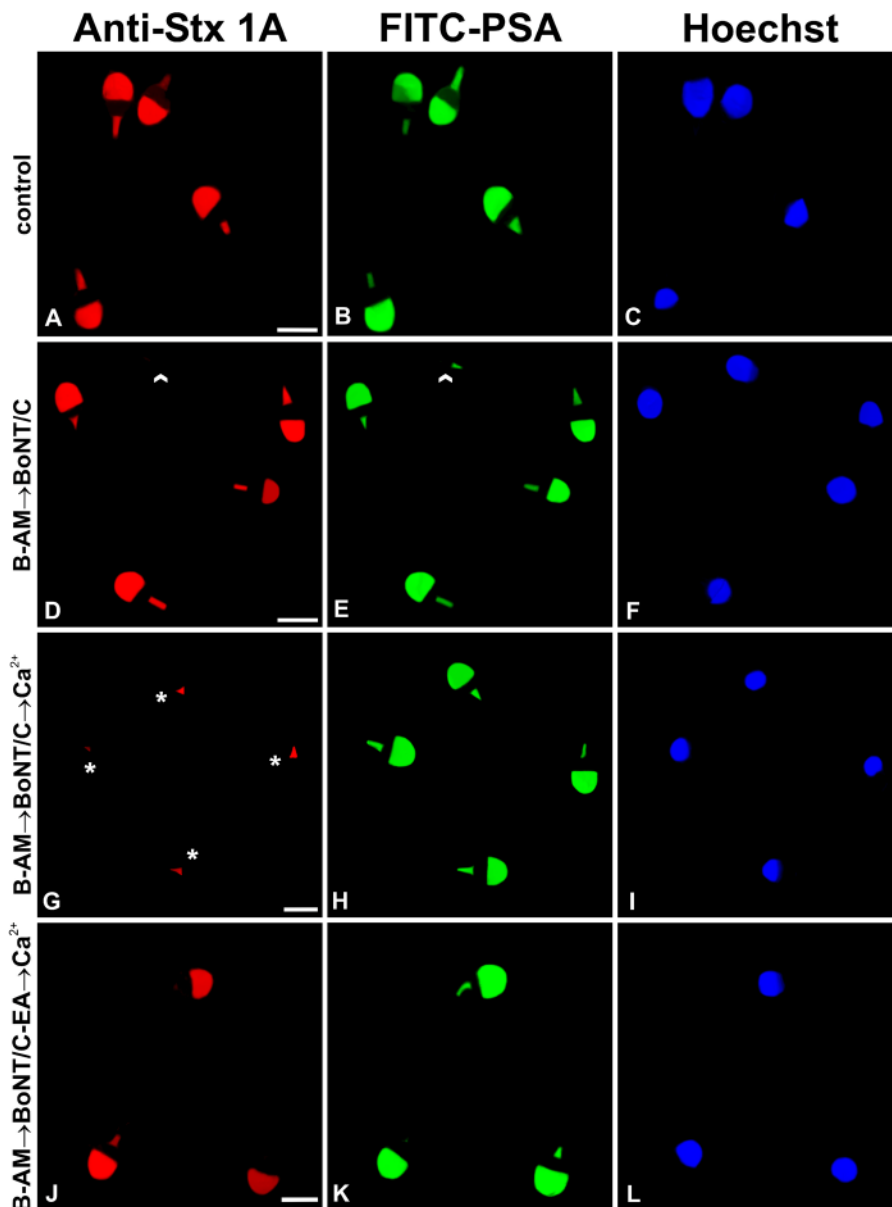 Anti-Stx 1A FITC-PSA Hoechst
control
A B C
B-AM→BoNT/C
^ ^
D E F
B-AM→BoNT/C→Ca²⁺
* * * *
G H I
B-AM→BoNT/C-EA→Ca²⁺
J K L